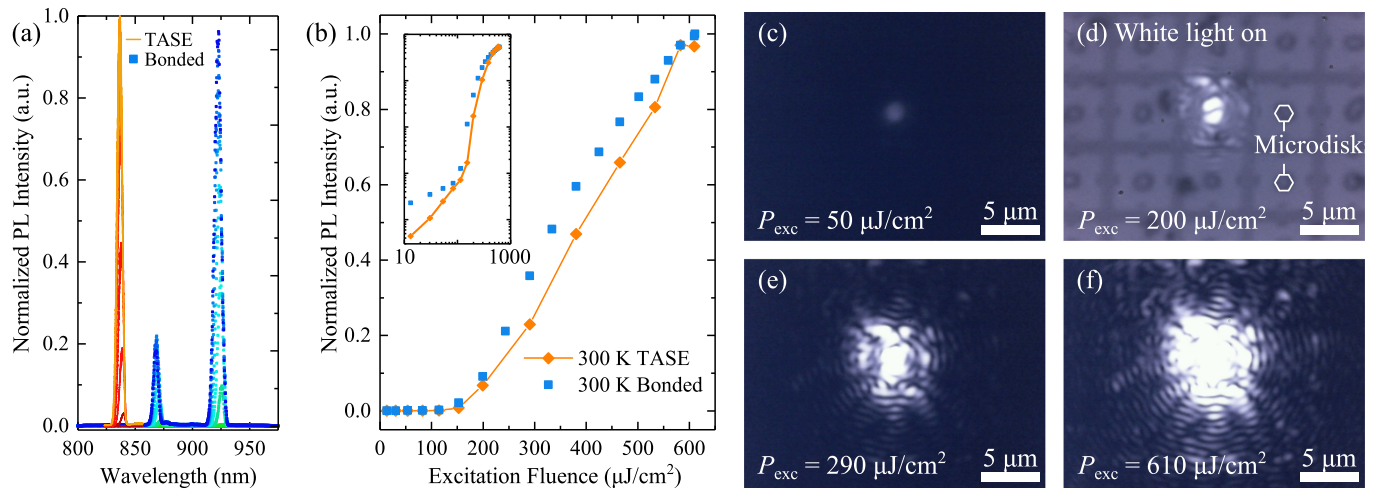 (a)
TASE
Bonded
Normalized PL Intensity (a.u.)
1.0
0.8
0.6
0.4
0.2
0.0
800
850
900
950
Wavelength (nm)
(b)
Normalized PL Intensity (a.u.)
1.0
0.8
0.6
0.4
0.2
0.0
10
1000
300 K TASE
300 K Bonded
0
100
200
300
400
500
600
Excitation Fluence (μJ/cm²)
(c)
Pexc = 50 μJ/cm²
5 μm
(d) White light on
Microdisk
Pexc = 200 μJ/cm²
5 μm
(e)
Pexc = 290 μJ/cm²
5 μm
(f)
Pexc = 610 μJ/cm²
5 μm